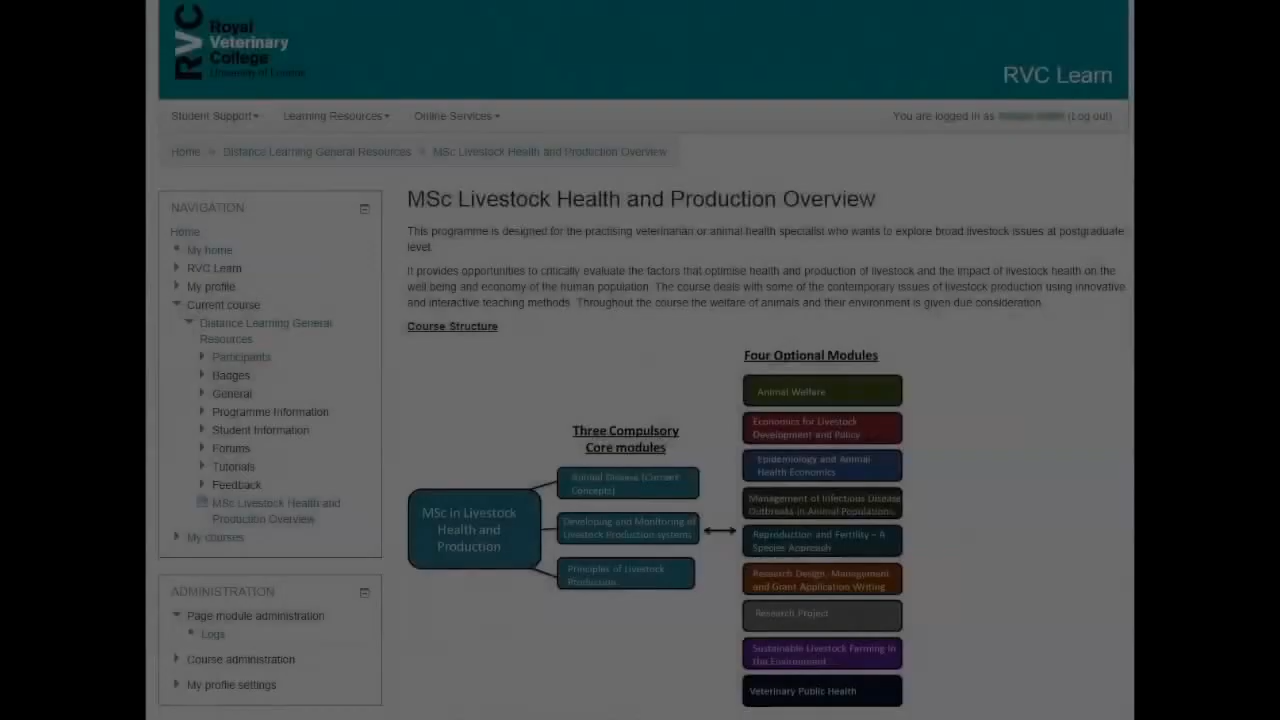 RVC
Royal
Veterinary
College
University of London
RVC Learn
Student Support
Learning Resources
Online Services
You are logged in as
(Log out)
Home
Distance Learning General Resources
MSc Livestock Health and Production Overview
NAVIGATION
Home
My home
RVC Learn
My profile
Current course
Distance Learning General
Resources
Participants
Badges
General
Programme Information
Student Information
Forums
Tutorials
Feedback
MSc Livestock Health and
Production Overview
My courses
ADMINISTRATION
Page module administration
Logs
Course administration
My profile settings
MSc Livestock Health and Production Overview
This programme is designed for the practising veterinarian or animal health specialist who wants to explore broad livestock issues at postgraduate
level.
It provides opportunities to critically evaluate the factors that optimise health and production of livestock and the impact of livestock health on the
well being and economy of the human population. The course deals with some of the contemporary issues of livestock production using innovative
and interactive teaching methods. Throughout the course the welfare of animals and their environment is given due consideration.
Course Structure
MSc in Livestock
Health and
Production
Three Compulsory
Core modules
Animal Disease (Current
Concepts)
Developing and Monitoring of
Livestock Production systems
Principles of Livestock
Production
Four Optional Modules
Animal Welfare
Economics for Livestock
Development and Policy
Epidemiology and Animal
Health Economics
Management of Infectious Disease
Outbreaks in Animal Populations
Reproduction and Fertility – A
Species Approach
Research Design, Management
and Grant Application Writing
Research Project
Sustainable Livestock Farming in
the Environment
Veterinary Public Health